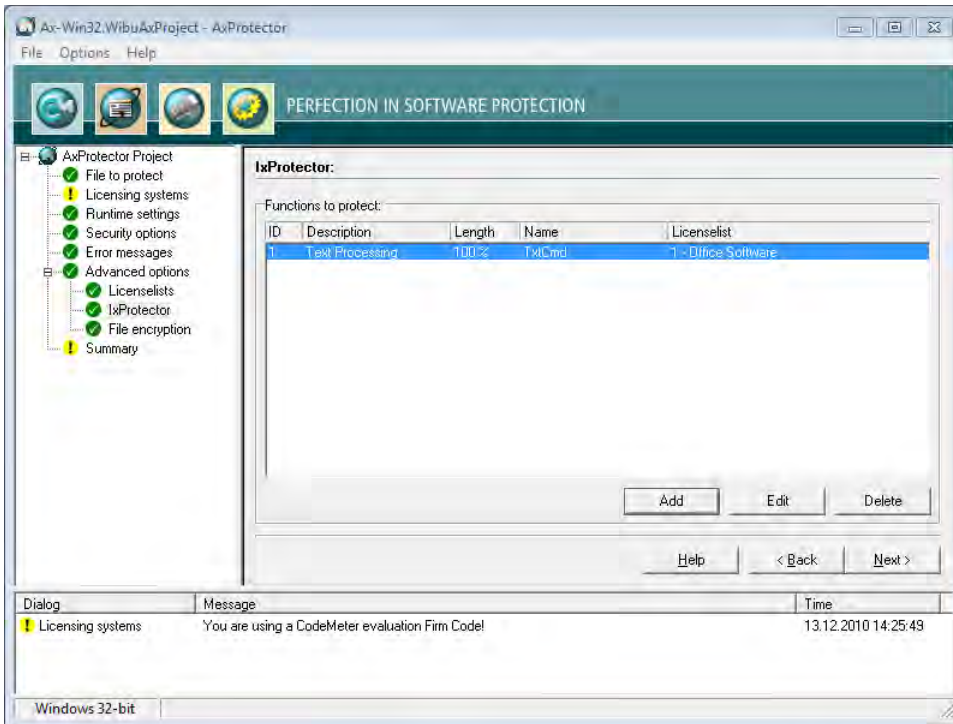 Ax-Win32.WibuAxProject - AxProtector
File Options Help
PERFECTION IN SOFTWARE PROTECTION
AxProtector Project
File to protect
Licensing systems
Runtime settings
Security options
Error messages
Advanced options
Licenselists
IxProtector
File encryption
Summary
IxProtector:
Functions to protect:
ID Description Length Name Licenselist
1 Text Processing 100 % TxtCmd 1 - Office Software
Add Edit Delete
Help < Back Next >
Dialog Message Time
Licensing systems You are using a CodeMeter evaluation Firm Code! 13.12.2010 14:25:49
Windows 32-bit